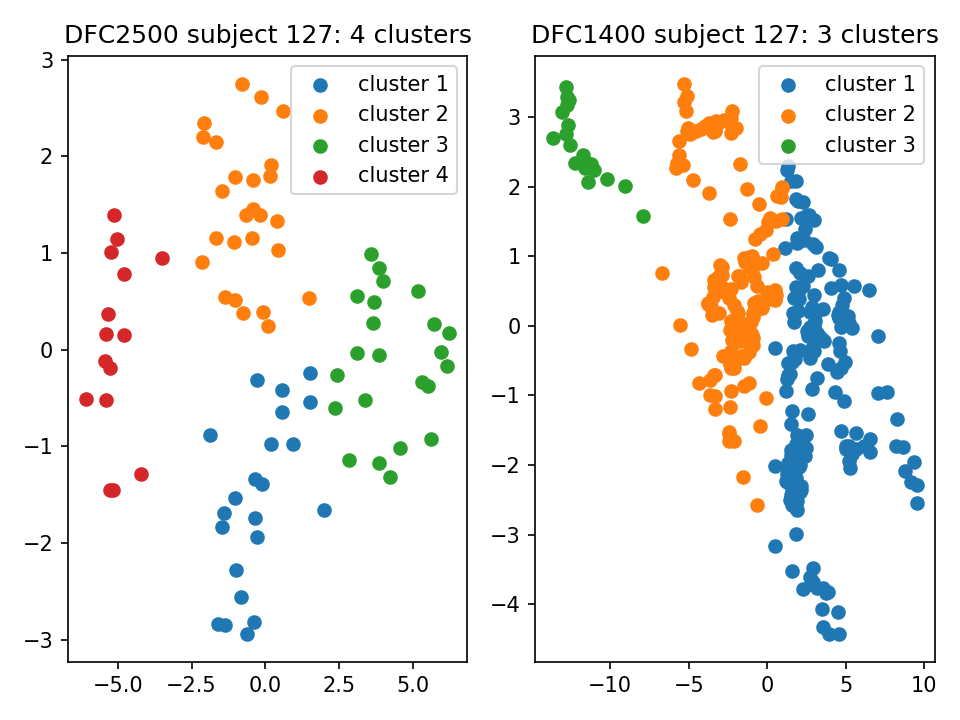 DFC2500 subject 127: 4 clusters
cluster 1
cluster 2
cluster 3
cluster 4
3
2
1
0
−1
−2
−3
−5.0 −2.5 0.0 2.5 5.0
DFC1400 subject 127: 3 clusters
cluster 1
cluster 2
cluster 3
3
2
1
0
−1
−2
−3
−4
−10 −5 0 5 10